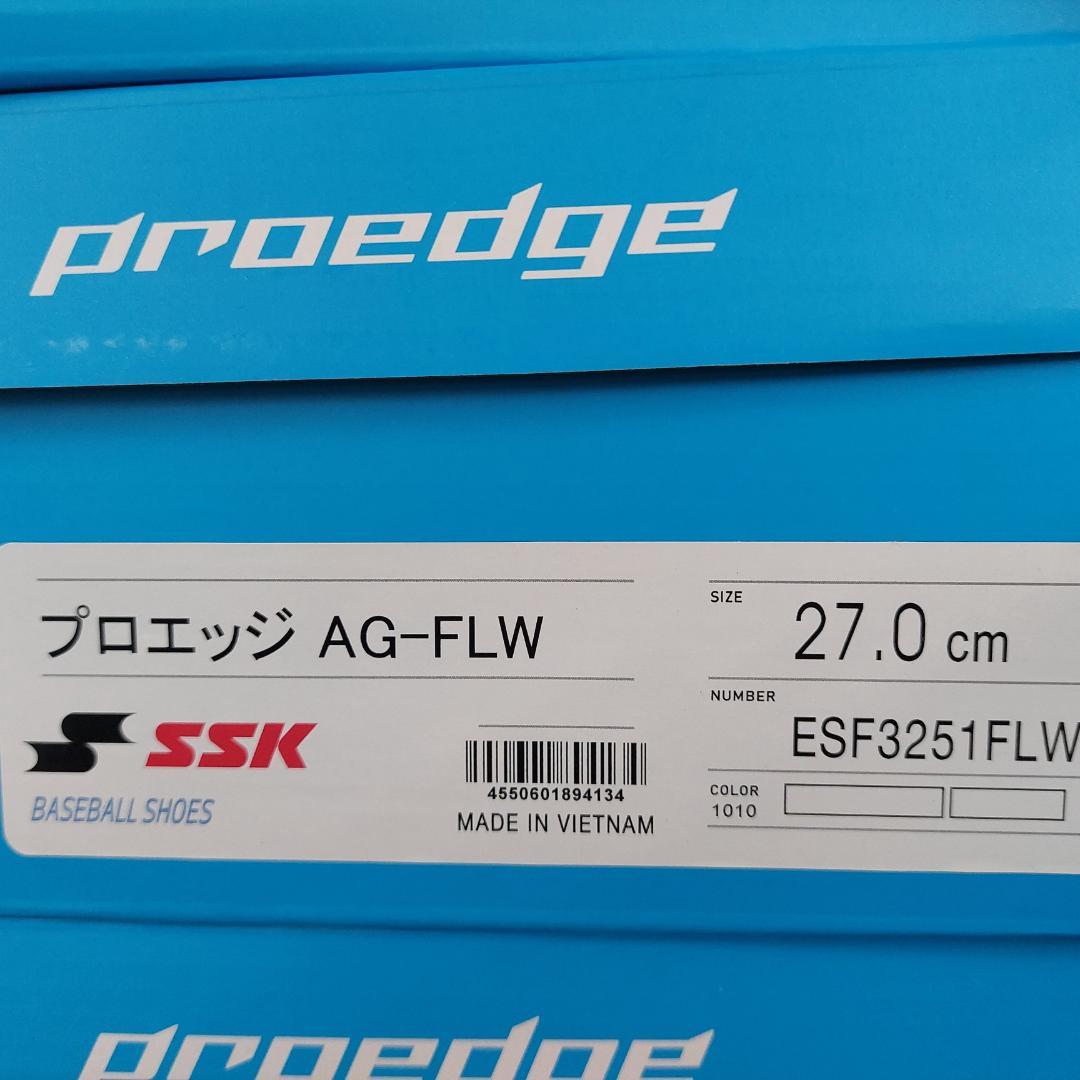 proedge
プロエッジ AG-FLW
SSK
BASEBALL SHOES
4550601894134
MADE IN VIETNAM
SIZE
27.0 cm
NUMBER
ESF3251FLW
COLOR
1010
proedge